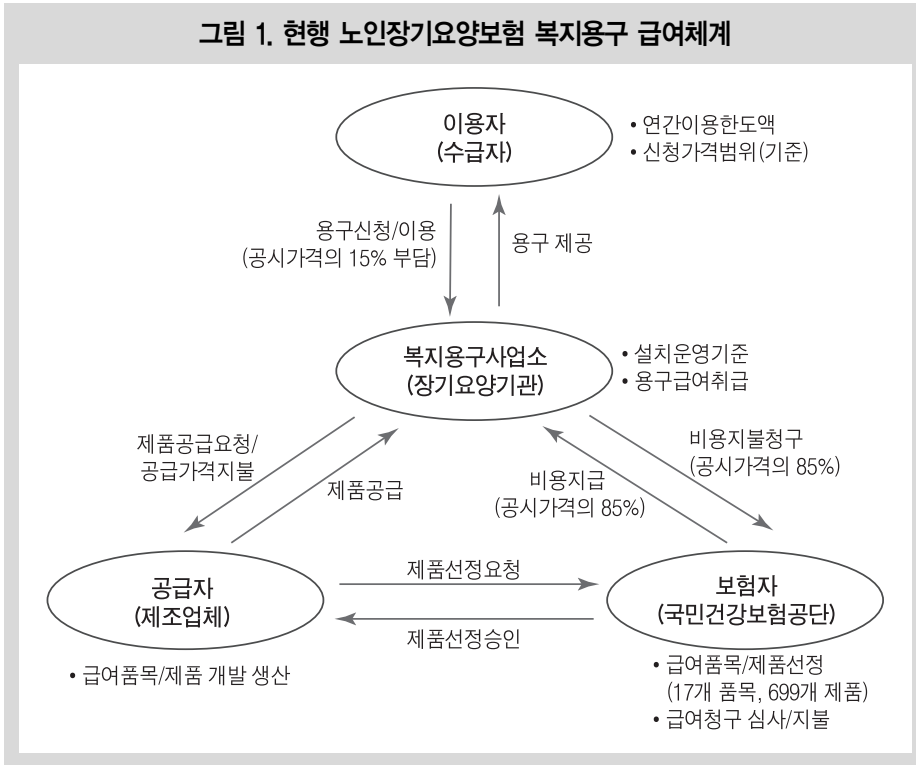 그림 1. 현행 노인장기요양보험 복지용구 급여체계
이용자
(수급자)
• 연간이용한도액
• 신청가격범위(기준)
용구신청/이용
(공시가격의 15% 부담)
용구 제공
복지용구사업소
(장기요양기관)
• 설치운영기준
• 용구급여취급
제품공급요청/
공급가격지불
제품공급
비용지급
(공시가격의 85%)
비용지불청구
(공시가격의 85%)
공급자
(제조업체)
• 급여품목/제품 개발 생산
제품선정요청
제품선정승인
보험자
(국민건강보험공단)
• 급여품목/제품선정
(17개 품목, 699개 제품)
• 급여청구 심사/지불